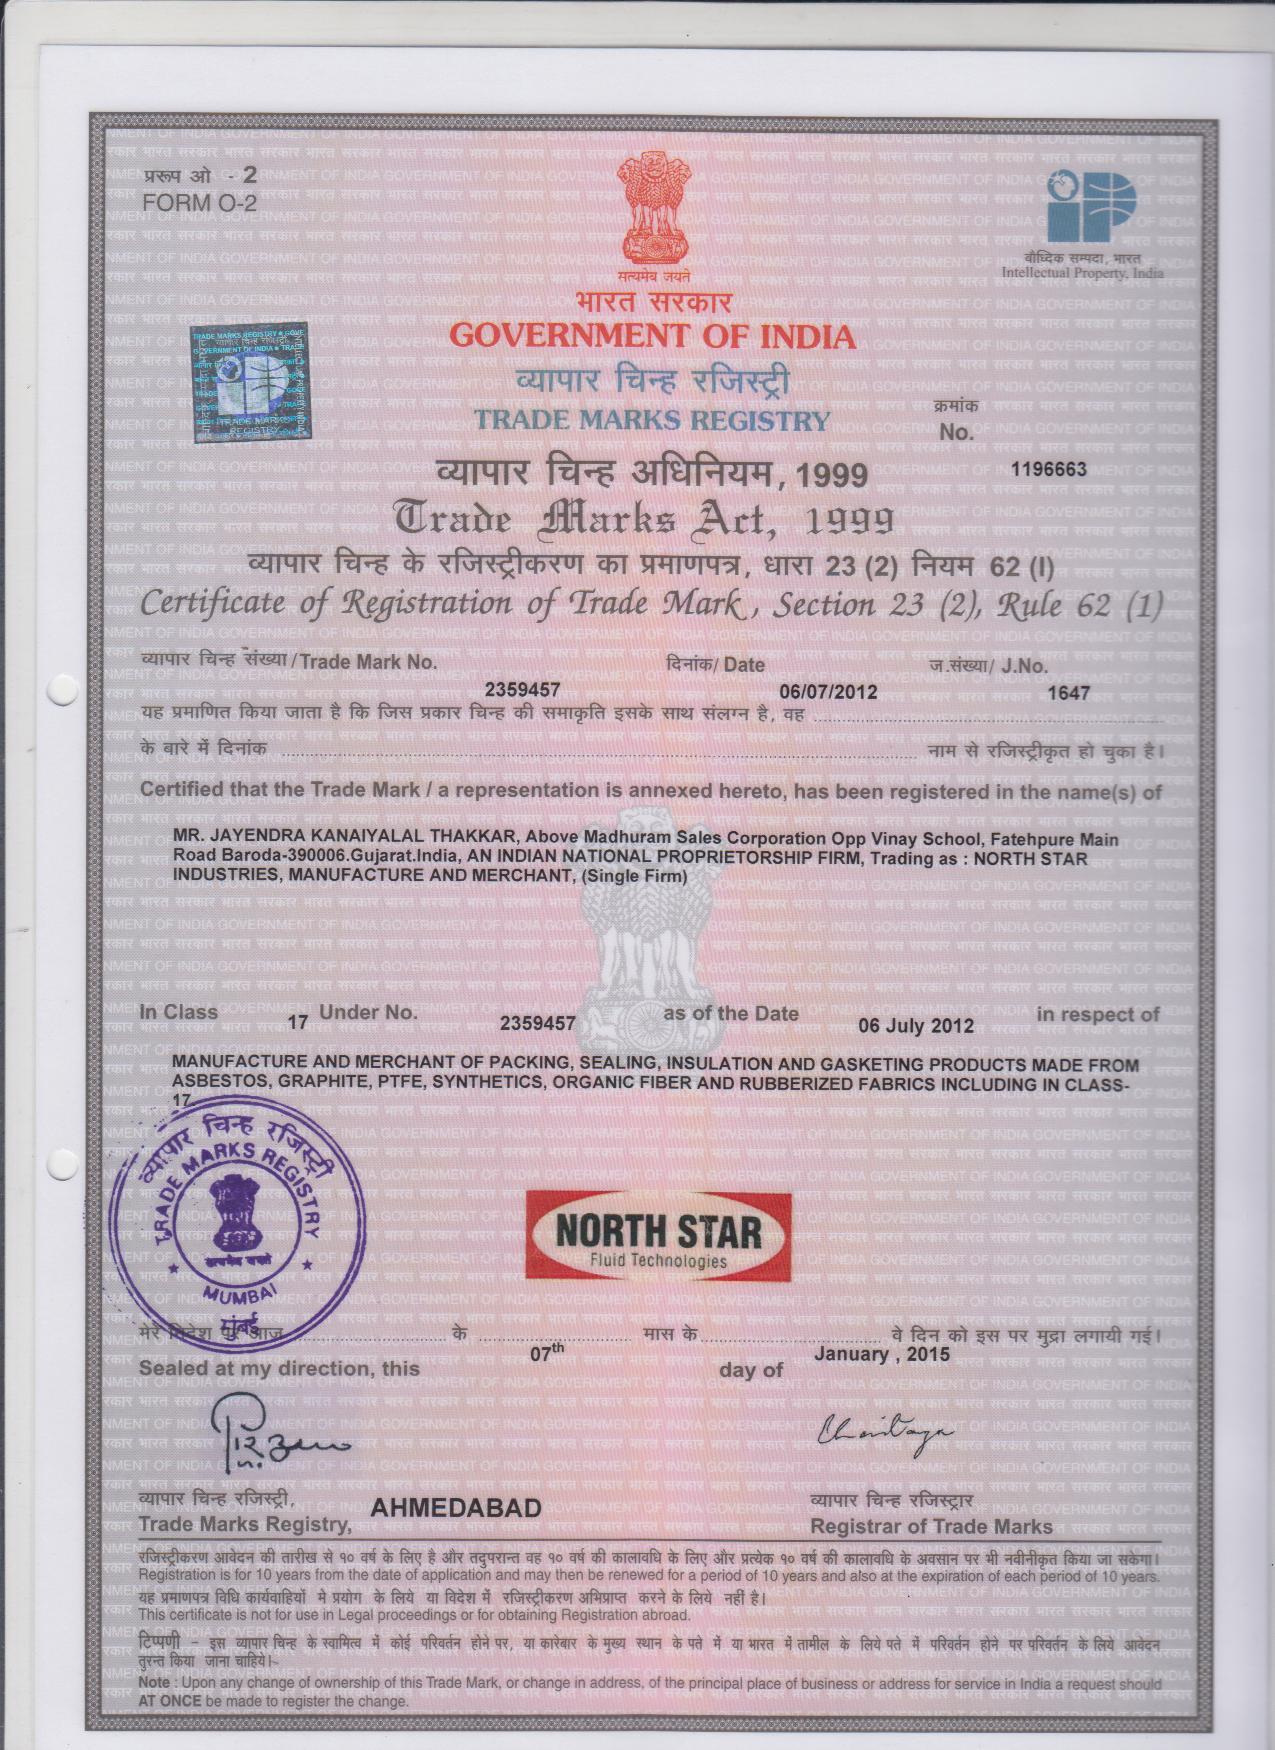 प्ररूप ओ - 2
FORM O-2
सत्यमेव जयते
भारत सरकार
GOVERNMENT OF INDIA
व्यापार चिन्ह रजिस्ट्री
TRADE MARKS REGISTRY
बौध्दिक सम्पदा, भारत
Intellectual Property, India
TRADE MARKS REGISTRY
क्रमांक
No.
1196663
व्यापार चिन्ह अधिनियम, 1999
Trade Marks Act, 1999
व्यापार चिन्ह के रजिस्ट्रीकरण का प्रमाणपत्र, धारा 23 (2) नियम 62 (I)
Certificate of Registration of Trade Mark, Section 23 (2), Rule 62 (1)
व्यापार चिन्ह संख्या/Trade Mark No. दिनांक/ Date ज.संख्या/ J.No.
2359457 06/07/2012 1647
यह प्रमाणित किया जाता है कि जिस प्रकार चिन्ह की समाकृति इसके साथ संलग्न है, वह
के बारे में दिनांक नाम से रजिस्ट्रीकृत हो चुका है।
Certified that the Trade Mark / a representation is annexed hereto, has been registered in the name(s) of
MR. JAYENDRA KANAIYALAL THAKKAR, Above Madhuram Sales Corporation Opp Vinay School, Fatehpure Main
Road Baroda-390006.Gujarat.India, AN INDIAN NATIONAL PROPRIETORSHIP FIRM, Trading as : NORTH STAR
INDUSTRIES, MANUFACTURE AND MERCHANT, (Single Firm)
In Class 17 Under No. 2359457 as of the Date 06 July 2012 in respect of
MANUFACTURE AND MERCHANT OF PACKING, SEALING, INSULATION AND GASKETING PRODUCTS MADE FROM
ASBESTOS, GRAPHITE, PTFE, SYNTHETICS, ORGANIC FIBER AND RUBBERIZED FABRICS INCLUDING IN CLASS-
17.
व्यापार चिन्ह रजिस्ट्री
TRADE MARKS REGISTRY
MUMBAI
मुंबई
NORTH STAR
Fluid Technologies
मेरे निदेश पर आज के मास के वे दिन को इस पर मुद्रा लगायी गई।
Sealed at my direction, this 07th day of January , 2015
व्यापार चिन्ह रजिस्ट्री,
Trade Marks Registry, AHMEDABAD
व्यापार चिन्ह रजिस्ट्रार
Registrar of Trade Marks
रजिस्ट्रीकरण आवेदन की तारीख से १० वर्ष के लिए है और तदुपरान्त वह १० वर्ष की कालावधि के लिए और प्रत्येक १० वर्ष की कालावधि के अवसान पर भी नवीनीकृत किया जा सकेगा।
Registration is for 10 years from the date of application and may then be renewed for a period of 10 years and also at the expiration of each period of 10 years.
यह प्रमाणपत्र विधि कार्यवाहियों मे प्रयोग के लिये या विदेश में रजिस्ट्रीकरण अभिप्राप्त करने के लिये नहीं है।
This certificate is not for use in Legal proceedings or for obtaining Registration abroad.
टिप्पणी - इस व्यापार चिन्ह के स्वामित्व में कोई परिवर्तन होने पर, या कारेबार के मुख्य स्थान के पते में या भारत में तामील के लिये पते में परिवर्तन होने पर परिवर्तन के लिये आवेदन
तुरन्त किया जाना चाहिये।
Note : Upon any change of ownership of this Trade Mark, or change in address, of the principal place of business or address for service in India a request should
AT ONCE be made to register the change.